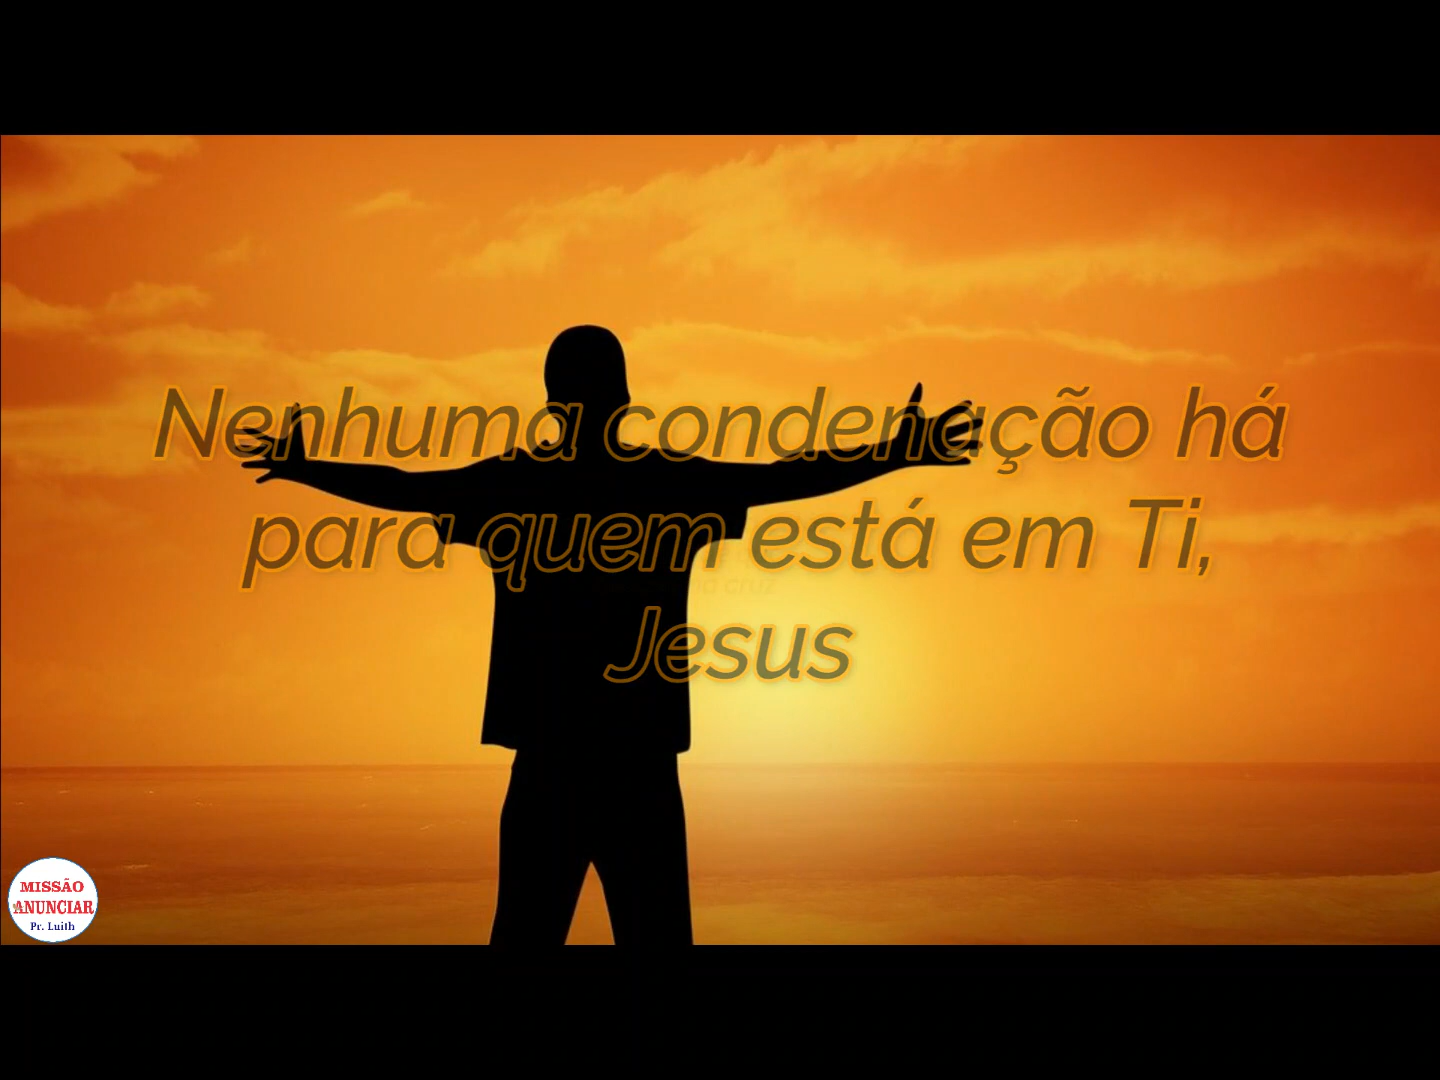 Nenhuma condenação há
para quem está em Ti,
Jesus
MISSÃO
ANUNCIAR
Pr. Luith